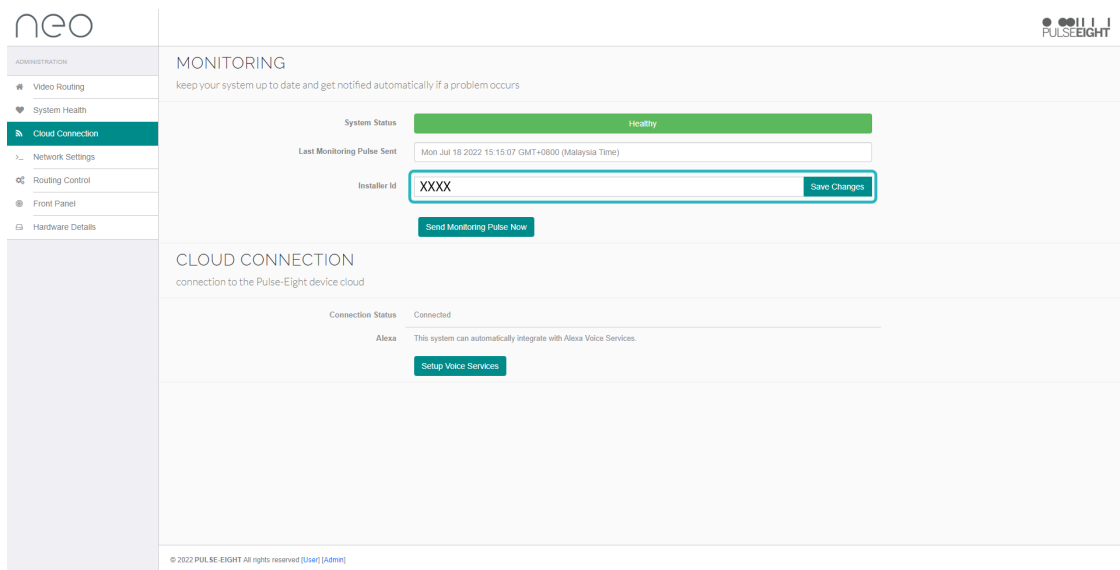 neo
PULSEEIGHT
ADMINISTRATION
Video Routing
System Health
Cloud Connection
Network Settings
Routing Control
Front Panel
Hardware Details
MONITORING
keep your system up to date and get notified automatically if a problem occurs
System Status Healthy
Last Monitoring Pulse Sent Mon Jul 18 2022 15:15:07 GMT+0800 (Malaysia Time)
Installer Id XXXX Save Changes
Send Monitoring Pulse Now
CLOUD CONNECTION
connection to the Pulse-Eight device cloud
Connection Status Connected
Alexa This system can automatically integrate with Alexa Voice Services.
Setup Voice Services
© 2022 PULSE-EIGHT All rights reserved [User] [Admin]